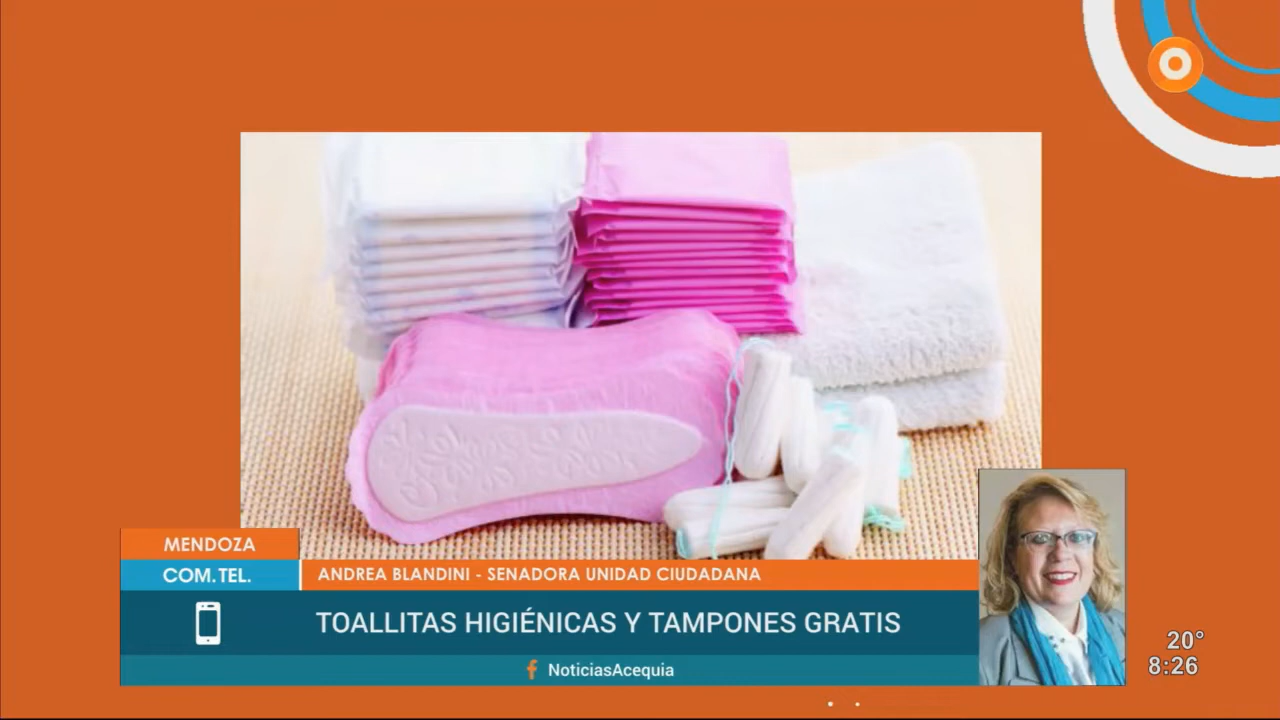 MENDOZA
COM.TEL.
ANDREA BLANDINI - SENADORA UNIDAD CIUDADANA
TOALLITAS HIGIÉNICAS Y TAMPONES GRATIS
NoticiasAcequia
20°
8:26